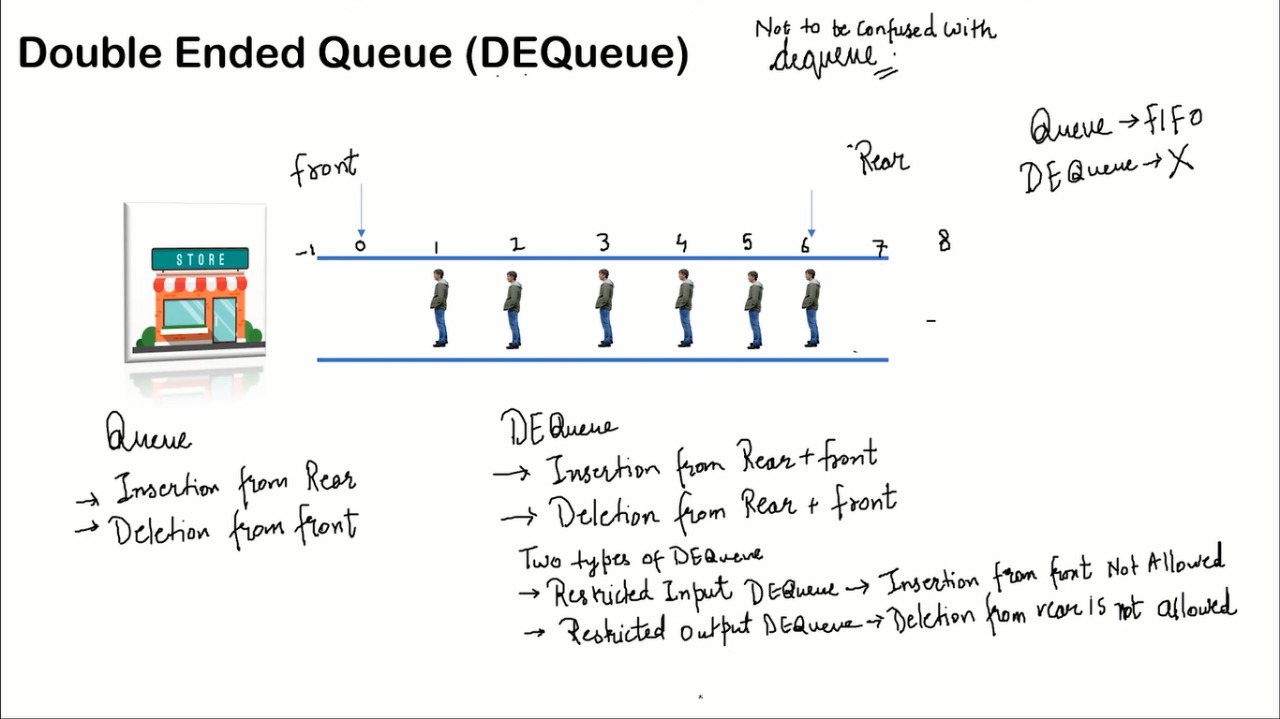 Double Ended Queue (DEQueue)
Not to be confused with
dequeue
Queue → FIFO
DEQueue → X
front
Rear
-1 0 1 2 3 4 5 6 7 8
STORE
Queue
→ Insertion from Rear
→ Deletion from front
DEQueue
→ Insertion from Rear + front
→ Deletion from Rear + front
Two types of DEQueue
→ Restricted Input DEQueue → Insertion from front Not Allowed
→ Restricted Output DEQueue → Deletion from rear is not allowed